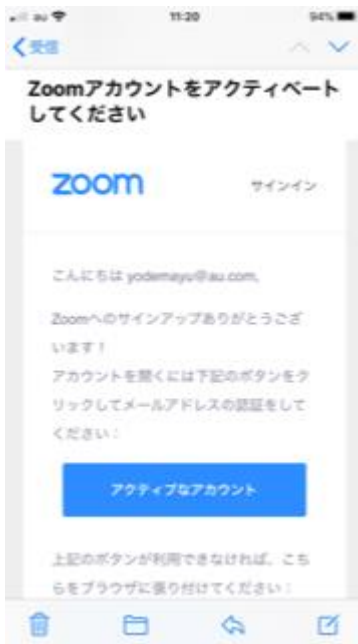 au 11:20 94%
受信
Zoomアカウントをアクティベート
してください
zoom サインイン
こんにちは yodemayu@au.com,
Zoomへのサインアップありがとうござ
います！
アカウントを開くには下記のボタンをク
リックしてメールアドレスの認証をして
ください：
アクティブなアカウント
上記のボタンが利用できなければ、こち
らをブラウザに張り付けてください：